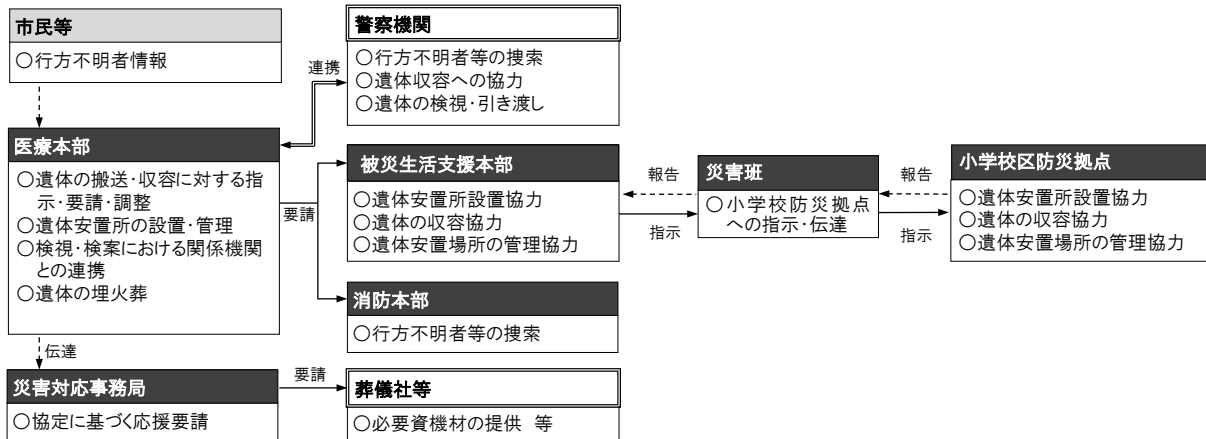 市民等
○行方不明者情報
警察機関
○行方不明者等の捜索
○遺体収容への協力
○遺体の検視・引き渡し
連携
医療本部
○遺体の搬送・収容に対する指
示・要請・調整
○遺体安置所の設置・管理
○検視・検案における関係機関
との連携
○遺体の埋火葬
要請
被災生活支援本部
○遺体安置所設置協力
○遺体の収容協力
○遺体安置場所の管理協力
報告
指示
災害班
○小学校防災拠点
への指示・伝達
報告
指示
小学校区防災拠点
○遺体安置所設置協力
○遺体の収容協力
○遺体安置場所の管理協力
消防本部
○行方不明者等の捜索
伝達
災害対応事務局
○協定に基づく応援要請
要請
葬儀社等
○必要資機材の提供 等